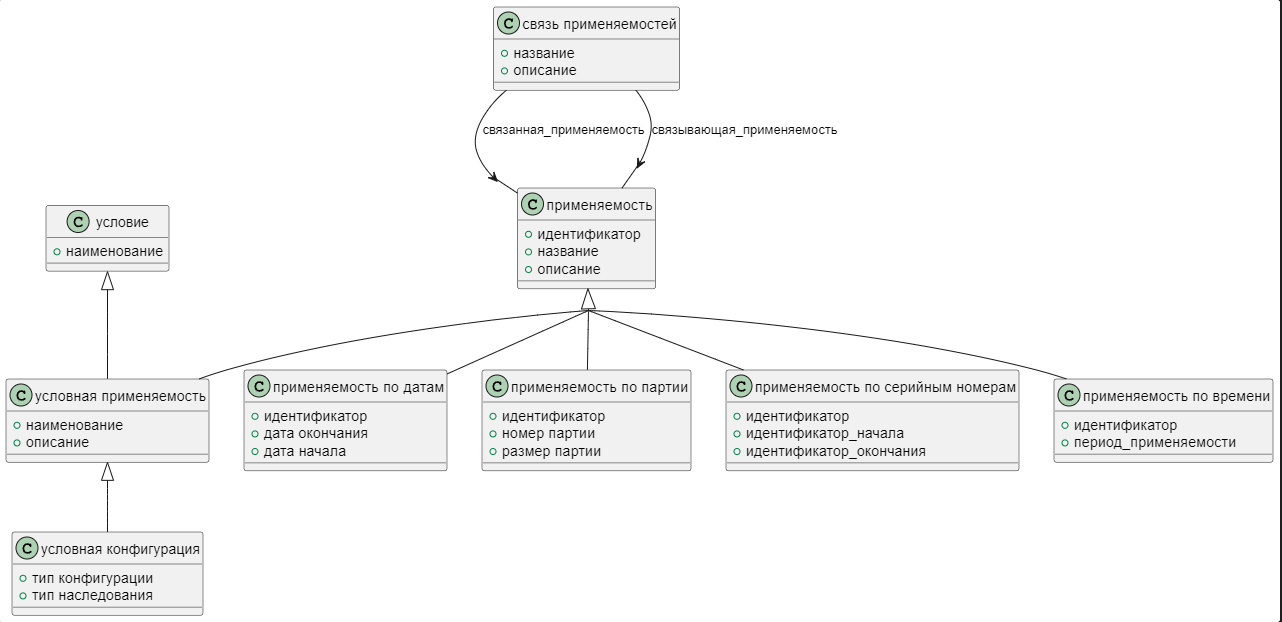 C связь применяемостей
название
описание
связанная_применяемость
связывающая_применяемость
C применяемость
идентификатор
название
описание
C условие
наименование
C условная применяемость
наименование
описание
C применяемость по датам
идентификатор
дата окончания
дата начала
C применяемость по партии
идентификатор
номер партии
размер партии
C применяемость по серийным номерам
идентификатор
идентификатор_начала
идентификатор_окончания
C применяемость по времени
идентификатор
период_применяемости
C условная конфигурация
тип конфигурации
тип наследования